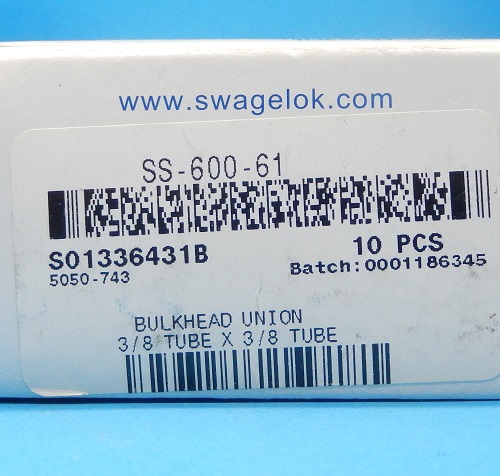 www.swagelok.com
SS-600-61
S01336431B 10 PCS
5050-743 Batch:0001186345
BULKHEAD UNION
3/8 TUBE X 3/8 TUBE